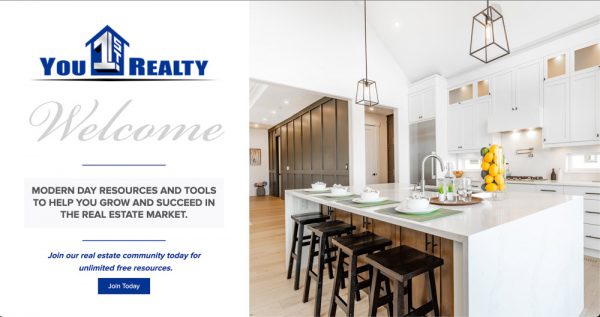 YOU 1ST REALTY
Welcome
MODERN DAY RESOURCES AND TOOLS
TO HELP YOU GROW AND SUCCEED IN
THE REAL ESTATE MARKET.
Join our real estate community today for
unlimited free resources.
Join Today